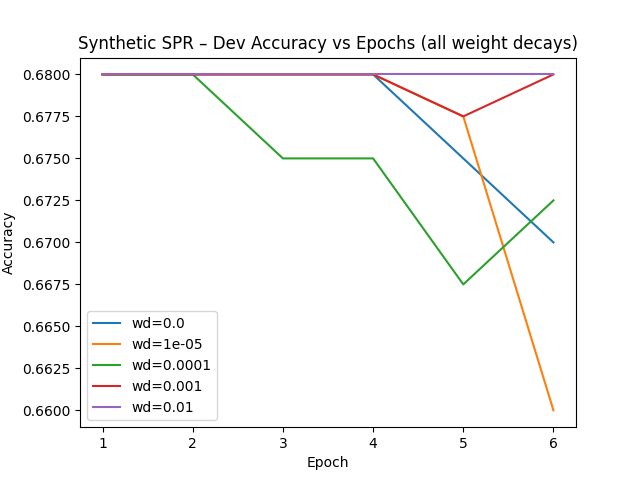 Synthetic SPR – Dev Accuracy vs Epochs (all weight decays)
0.6800
0.6775
0.6750
0.6725
0.6700
0.6675
0.6650
0.6625
0.6600
Accuracy
wd=0.0
wd=1e-05
wd=0.0001
wd=0.001
wd=0.01
1 2 3 4 5 6
Epoch